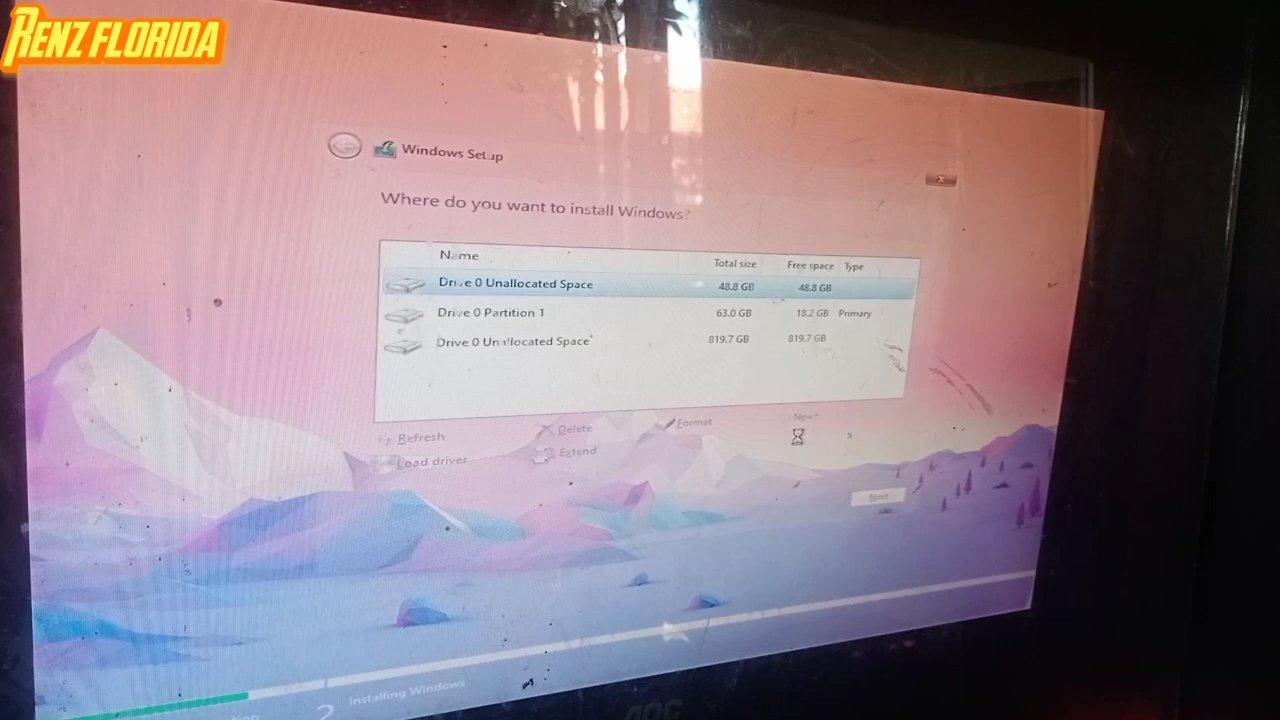 RENZ FLORIDA
Windows Setup
Where do you want to install Windows?
Name Total size Free space Type
Drive 0 Unallocated Space 48.8 GB 48.8 GB
Drive 0 Partition 1 63.0 GB 18.2 GB Primary
Drive 0 Unallocated Space 819.7 GB 819.7 GB
Refresh Delete Format New
Load driver Extend
Next
2 Installing Windows
AOC